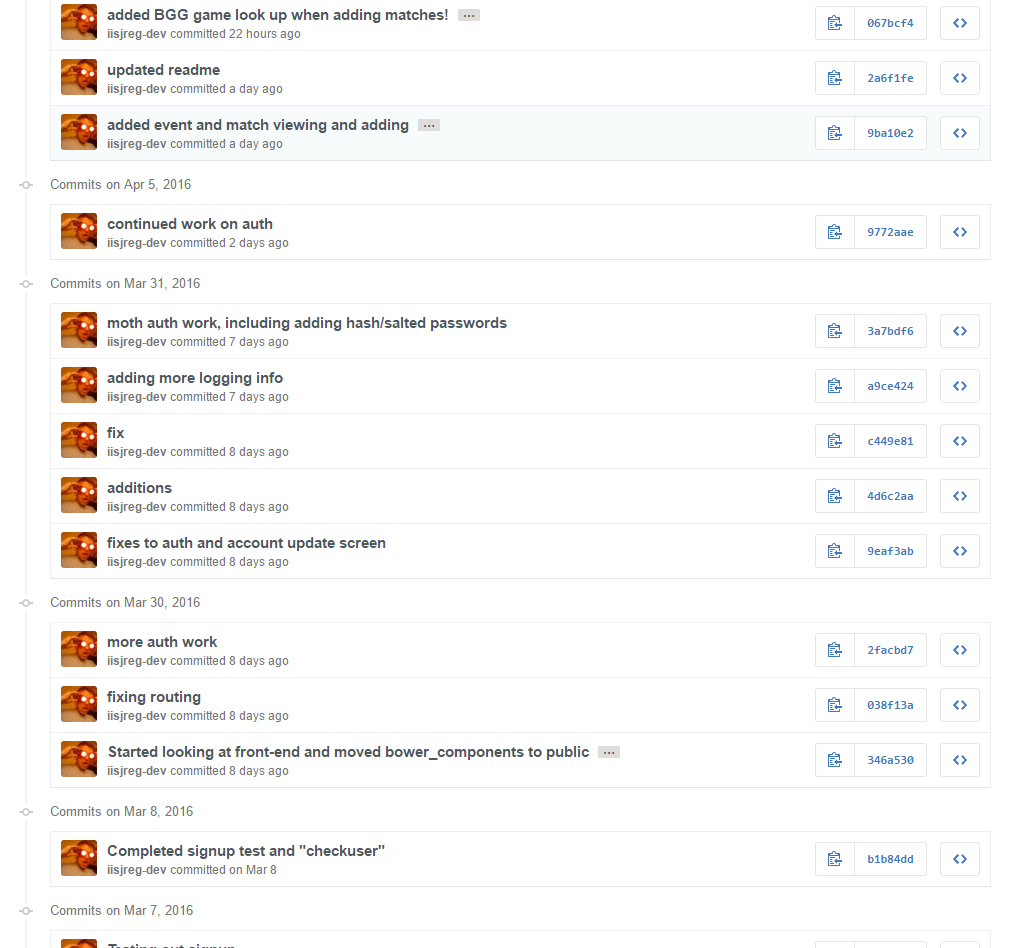 added BGG game look up when adding matches! …
iisjreg-dev committed 22 hours ago
067bcf4
updated readme
iisjreg-dev committed a day ago
2a6f1fe
added event and match viewing and adding …
iisjreg-dev committed a day ago
9ba10e2
Commits on Apr 5, 2016
continued work on auth
iisjreg-dev committed 2 days ago
9772aae
Commits on Mar 31, 2016
moth auth work, including adding hash/salted passwords
iisjreg-dev committed 7 days ago
3a7bdf6
adding more logging info
iisjreg-dev committed 7 days ago
a9ce424
fix
iisjreg-dev committed 8 days ago
c449e81
additions
iisjreg-dev committed 8 days ago
4d6c2aa
fixes to auth and account update screen
iisjreg-dev committed 8 days ago
9eaf3ab
Commits on Mar 30, 2016
more auth work
iisjreg-dev committed 8 days ago
2facbd7
fixing routing
iisjreg-dev committed 8 days ago
038f13a
Started looking at front-end and moved bower_components to public …
iisjreg-dev committed 8 days ago
346a530
Commits on Mar 8, 2016
Completed signup test and "checkuser"
iisjreg-dev committed on Mar 8
b1b84dd
Commits on Mar 7, 2016
Testing out signup